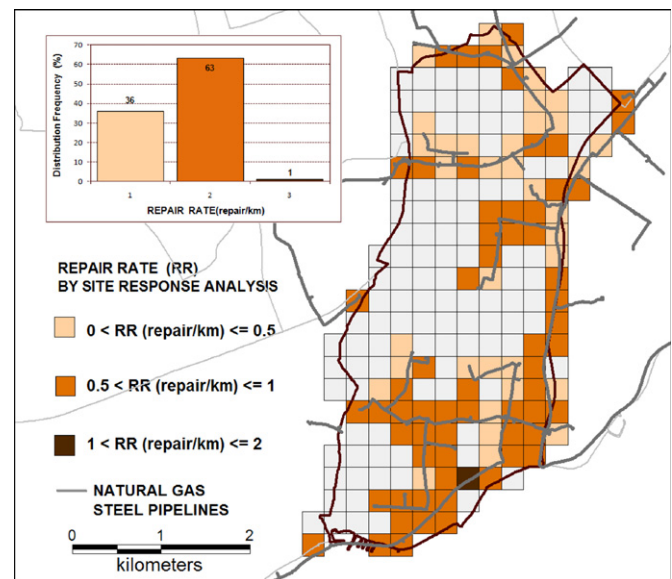 Distribution Frequency (%)
70
60
50
40
30
20
10
0
36
63
1
1
2
3
REPAIR RATE(repair/km)
REPAIR RATE (RR)
BY SITE RESPONSE ANALYSIS
0 < RR (repair/km) <= 0.5
0.5 < RR (repair/km) <= 1
1 < RR (repair/km) <= 2
NATURAL GAS
STEEL PIPELINES
0 1 2
kilometers